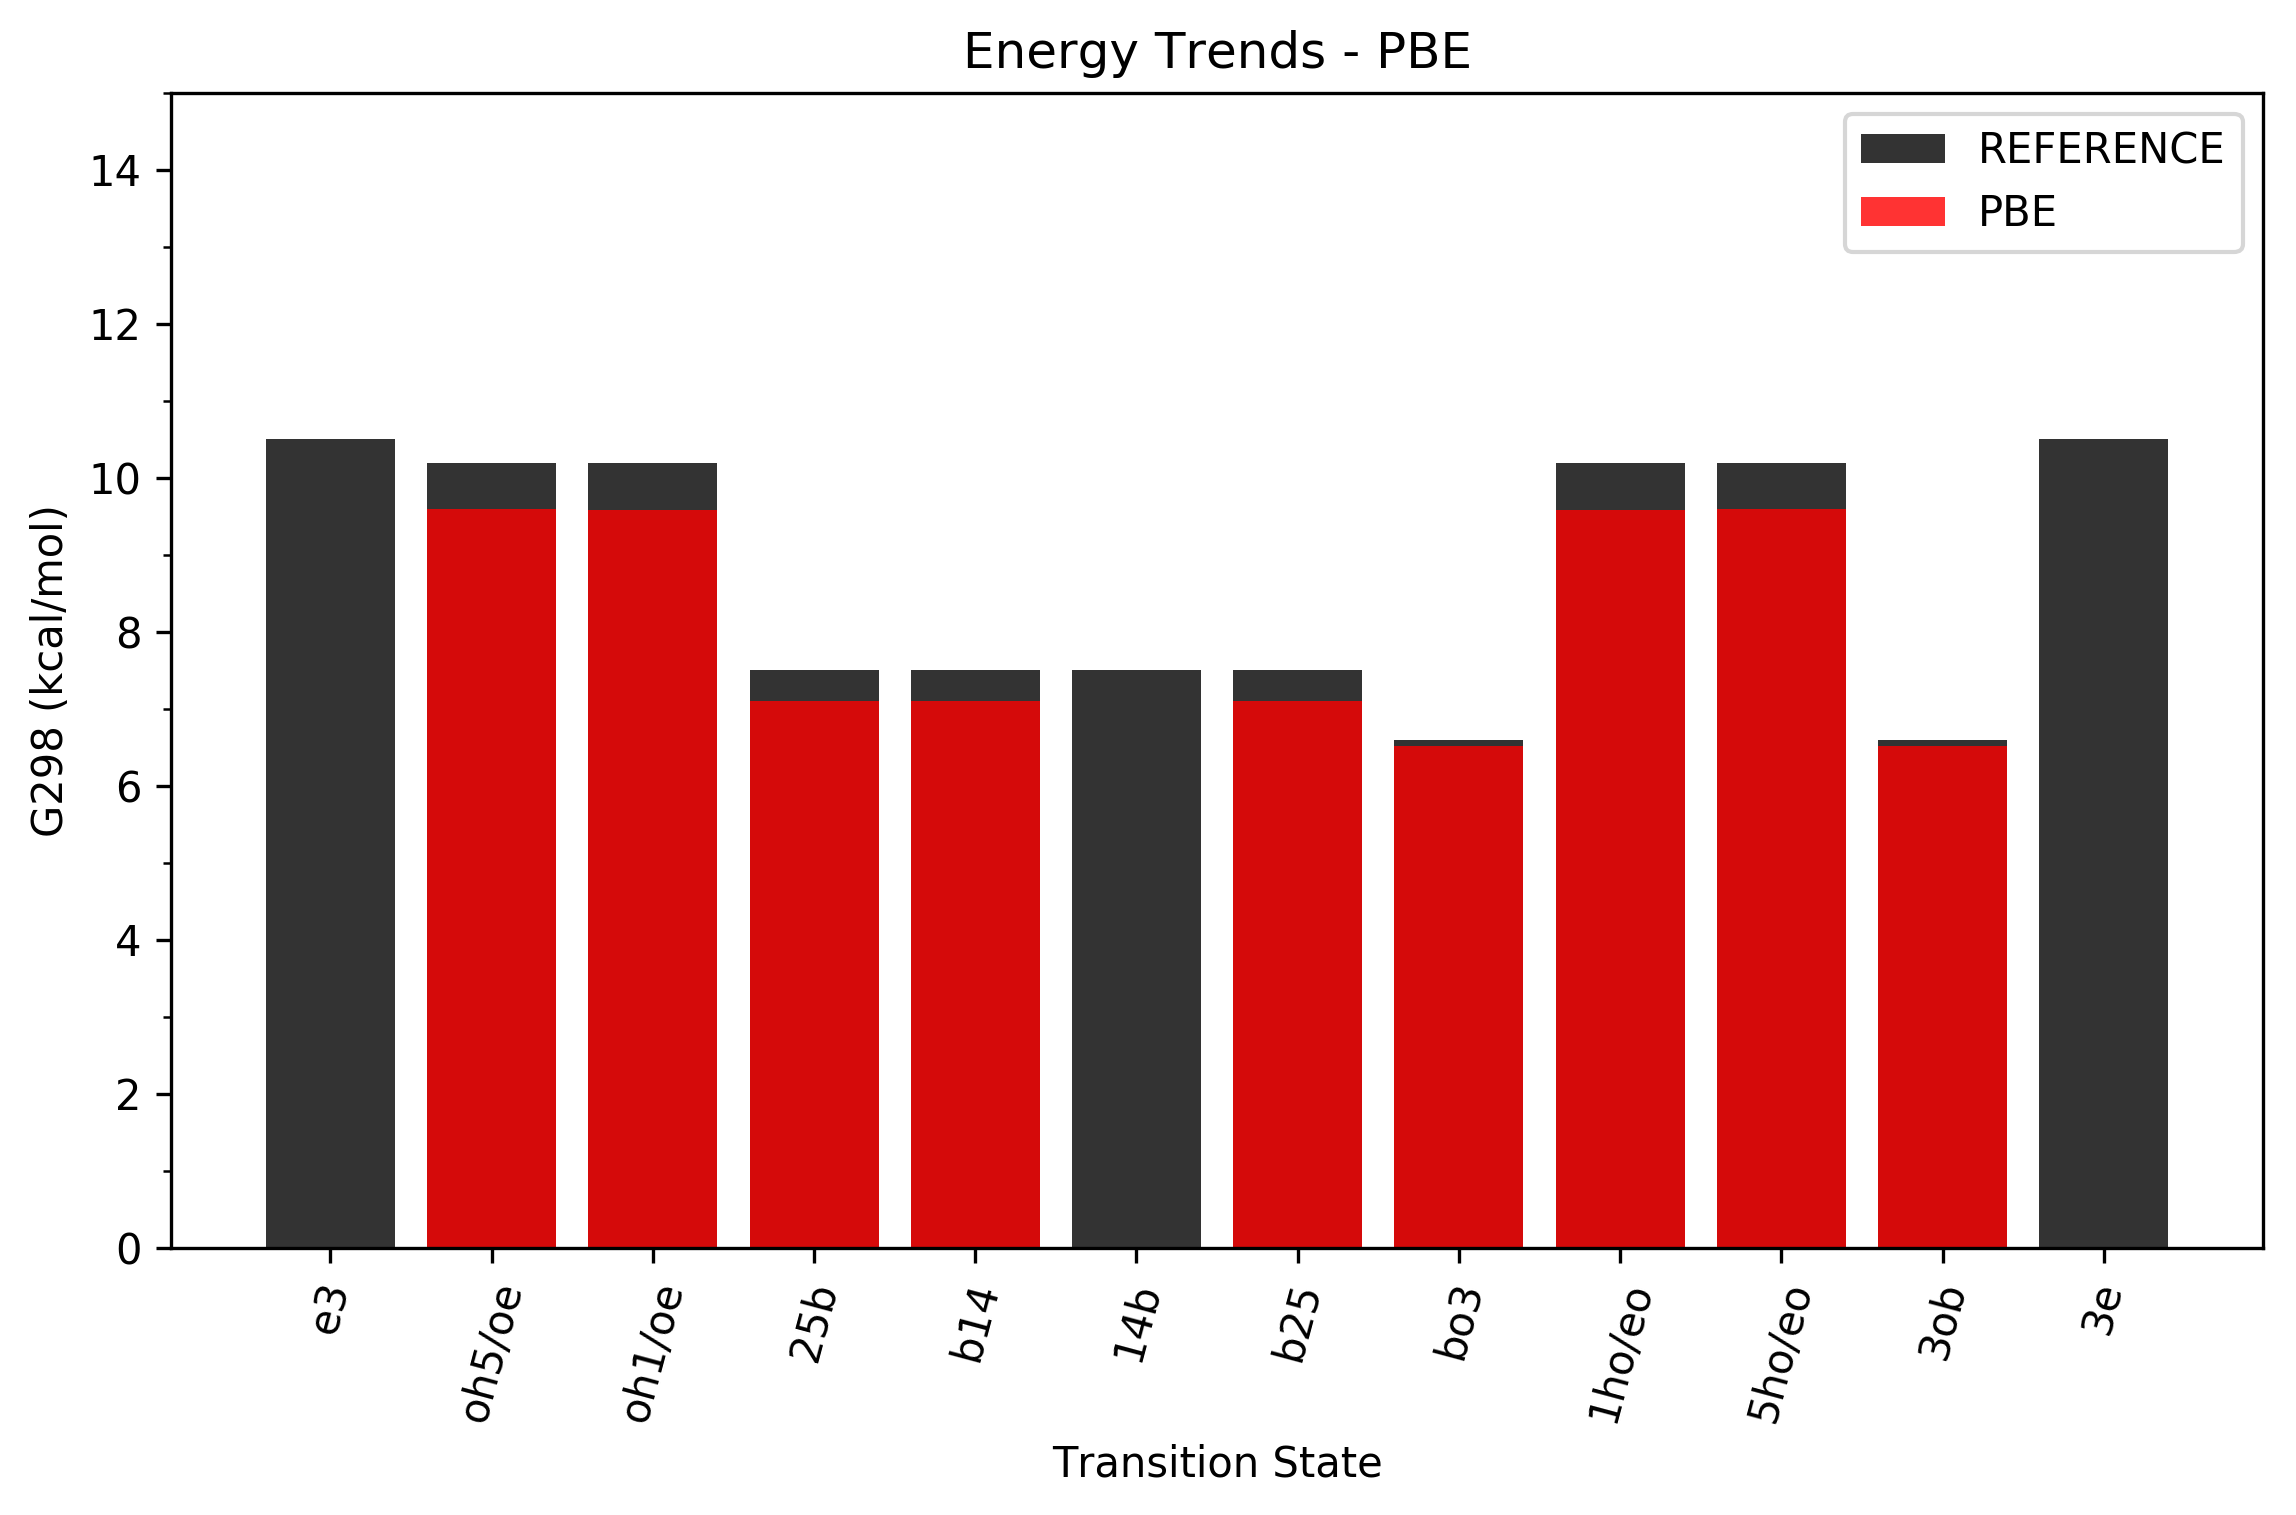 Energy Trends - PBE
REFERENCE
PBE
14
12
10
8
6
4
2
0
G298 (kcal/mol)
e3
oh5/oe
oh1/oe
25b
b14
14b
b25
bo3
1ho/eo
5ho/eo
3ob
3e
Transition State